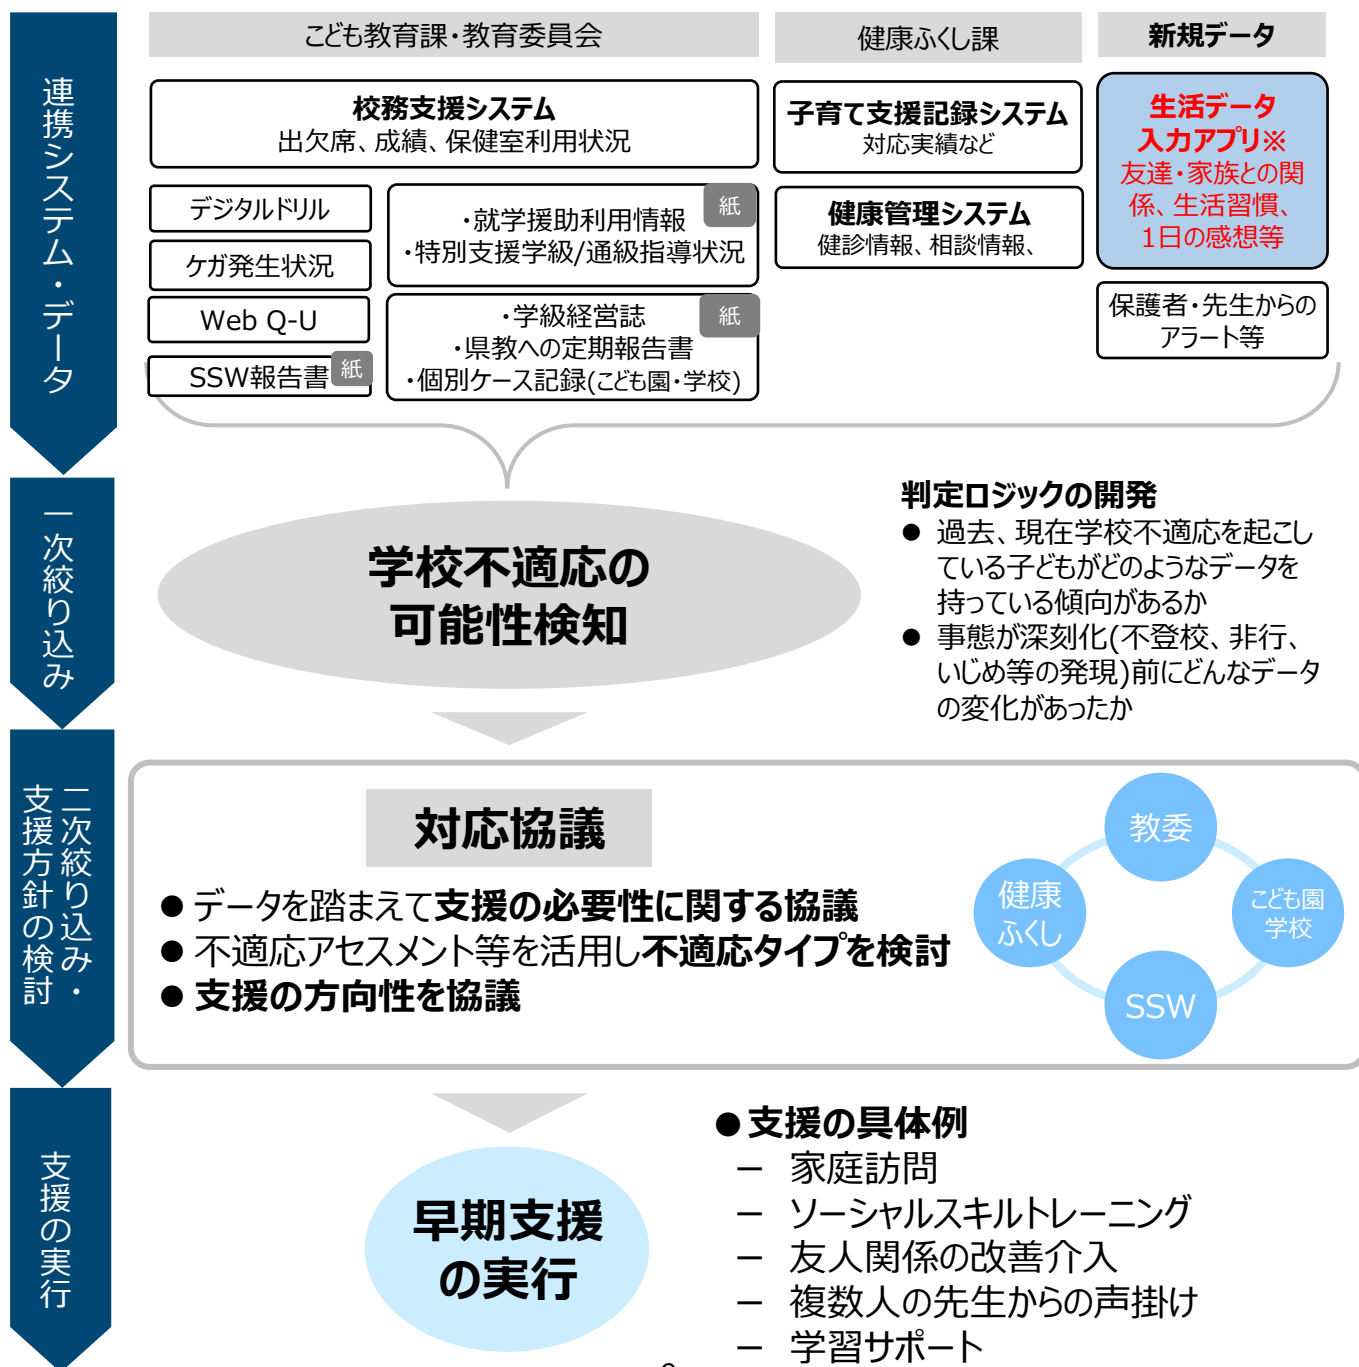 連携システム・データ
こども教育課・教育委員会
健康ふくし課
新規データ
校務支援システム
出欠席、成績、保健室利用状況
デジタルドリル
ケガ発生状況
Web Q-U
SSW報告書
紙
・就学援助利用情報
・特別支援学級/通級指導状況
紙
・学級経営誌
・県教への定期報告書
・個別ケース記録(こども園・学校)
紙
子育て支援記録システム
対応実績など
健康管理システム
健診情報、相談情報、
生活データ
入力アプリ※
友達・家族との関
係、生活習慣、
1日の感想等
保護者・先生からの
アラート等
一次絞り込み
学校不適応の
可能性検知
判定ロジックの開発
● 過去、現在学校不適応を起こし
ている子どもがどのようなデータを
持っている傾向があるか
● 事態が深刻化(不登校、非行、
いじめ等の発現)前にどんなデータ
の変化があったか
二次絞り込み・
支援方針の検討
対応協議
● データを踏まえて支援の必要性に関する協議
● 不適応アセスメント等を活用し不適応タイプを検討
● 支援の方向性を協議
教委
健康
ふくし
こども園
学校
SSW
支援の実行
早期支援
の実行
● 支援の具体例
－ 家庭訪問
－ ソーシャルスキルトレーニング
－ 友人関係の改善介入
－ 複数人の先生からの声掛け
－ 学習サポート